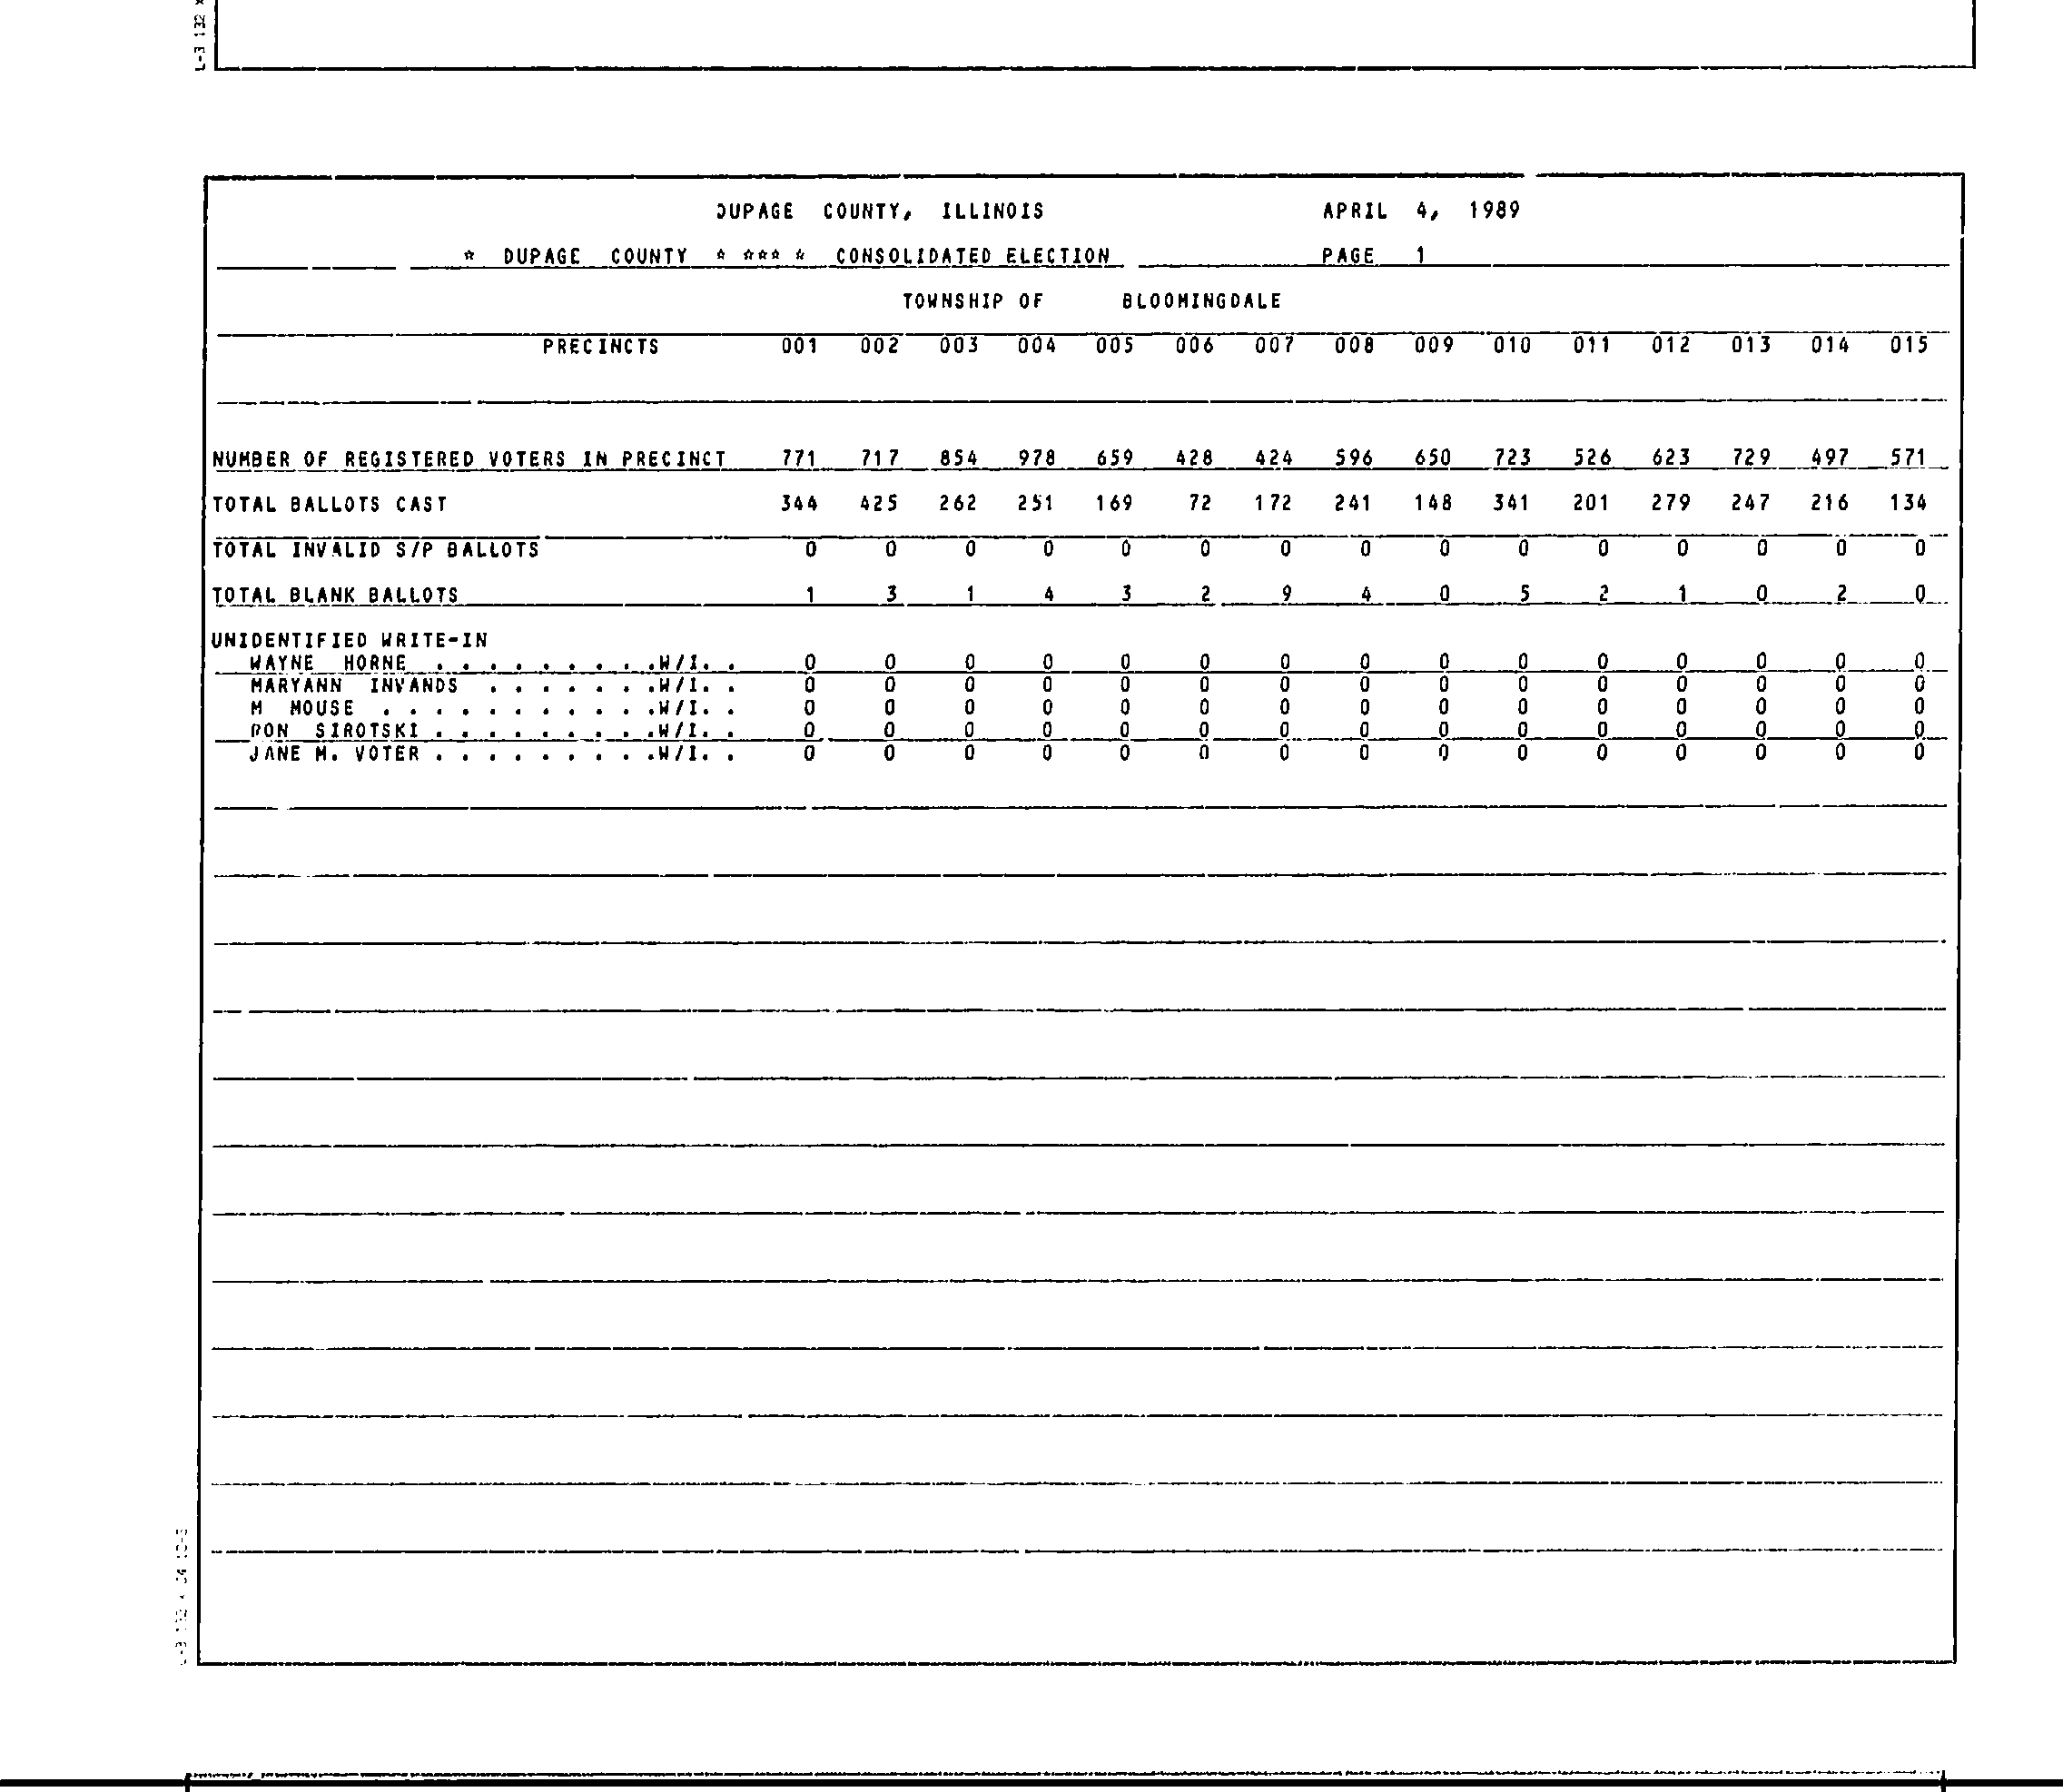 L-3 132 x
DUPAGE COUNTY, ILLINOIS APRIL 4, 1989
* DUPAGE COUNTY * *** * CONSOLIDATED ELECTION PAGE 1
TOWNSHIP OF BLOOMINGDALE
PRECINCTS 001 002 003 004 005 006 007 008 009 010 011 012 013 014 015
NUMBER OF REGISTERED VOTERS IN PRECINCT 771 717 854 978 659 428 424 596 650 723 526 623 729 497 571
TOTAL BALLOTS CAST 344 425 262 251 169 72 172 241 148 341 201 279 247 216 134
TOTAL INVALID S/P BALLOTS 0 0 0 0 0 0 0 0 0 0 0 0 0 0 0
TOTAL BLANK BALLOTS 1 3 1 4 3 2 9 4 0 5 2 1 0 2 0
UNIDENTIFIED WRITE-IN
WAYNE HORNE . . . . . . . . .W/I. . 0 0 0 0 0 0 0 0 0 0 0 0 0 0 0
MARYANN INVANDS . . . . . . .W/I. . 0 0 0 0 0 0 0 0 0 0 0 0 0 0 0
M MOUSE . . . . . . . . . . .W/I. . 0 0 0 0 0 0 0 0 0 0 0 0 0 0 0
RON SIROTSKI . . . . . . . . .W/I. . 0 0 0 0 0 0 0 0 0 0 0 0 0 0 0
JANE M. VOTER . . . . . . . . .W/I. . 0 0 0 0 0 0 0 0 0 0 0 0 0 0 0